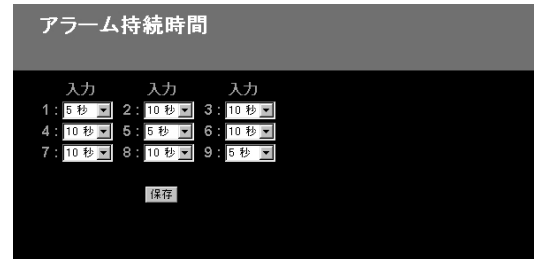 アラーム持続時間
入力 入力 入力
1 : 5 秒 2 : 10 秒 3 : 10 秒
4 : 10 秒 5 : 5 秒 6 : 10 秒
7 : 10 秒 8 : 10 秒 9 : 5 秒
保存